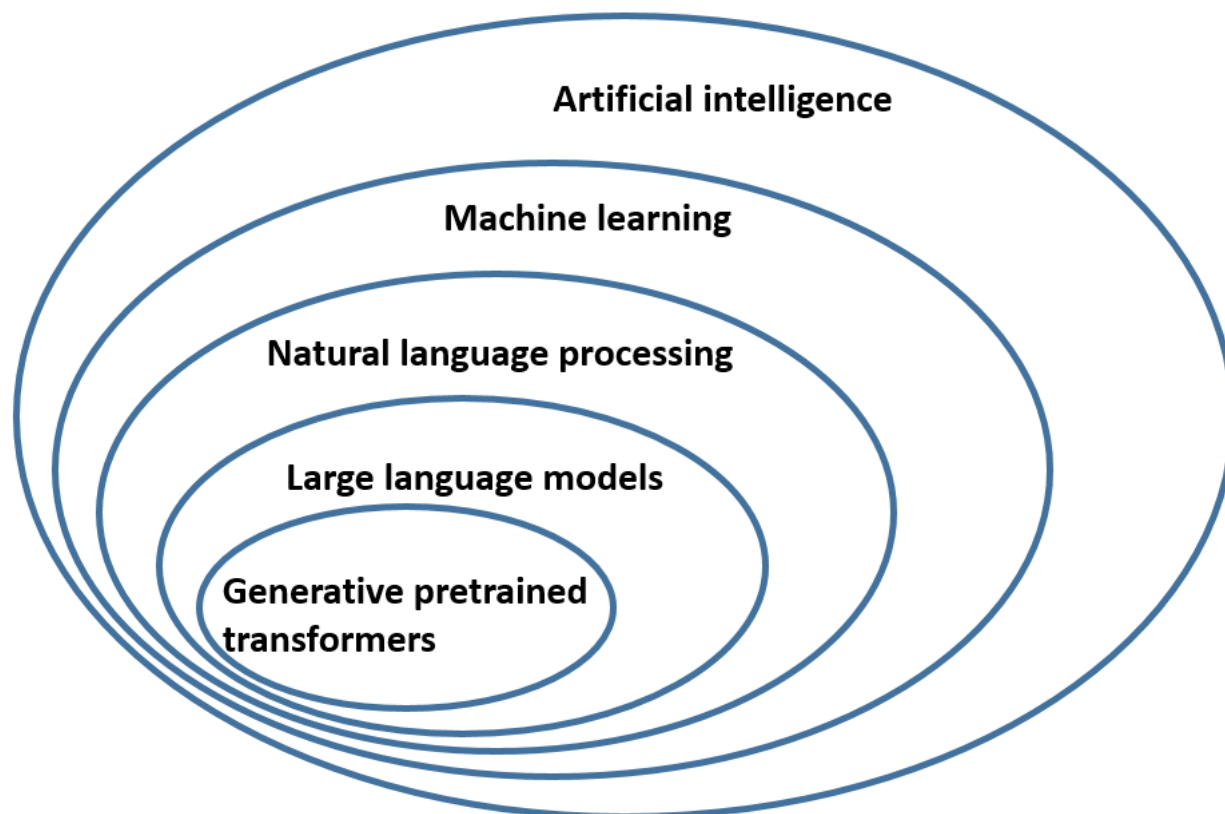 Artificial intelligence
Machine learning
Natural language processing
Large language models
Generative pretrained
transformers